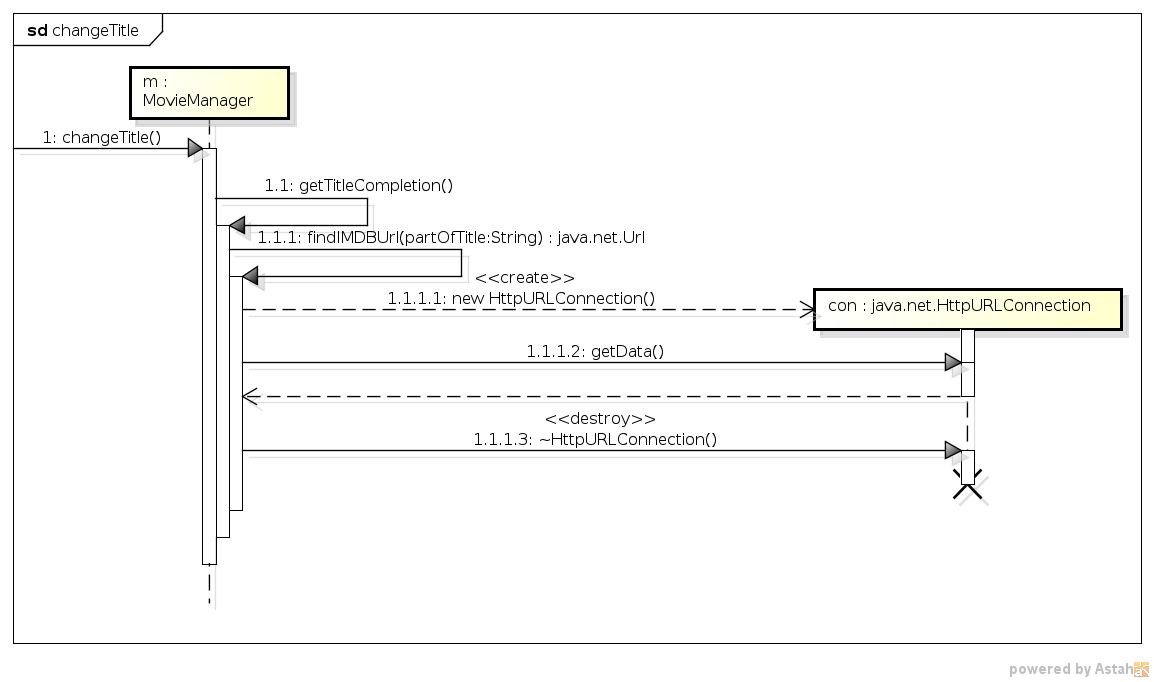 sd changeTitle
m :
MovieManager
1: changeTitle()
1.1: getTitleCompletion()
1.1.1: findIMDBUrl(partOfTitle:String) : java.net.Url
<<create>>
1.1.1.1: new HttpURLConnection()
con : java.net.HttpURLConnection
1.1.1.2: getData()
<<destroy>>
1.1.1.3: ~HttpURLConnection()
powered by Astah